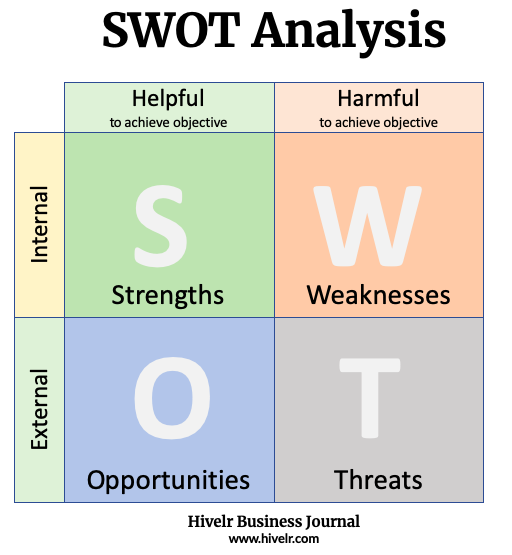 SWOT Analysis
Helpful
to achieve objective
Harmful
to achieve objective
Internal
S
Strengths
W
Weaknesses
External
O
Opportunities
T
Threats
Hivelr Business Journal
www.hivelr.com